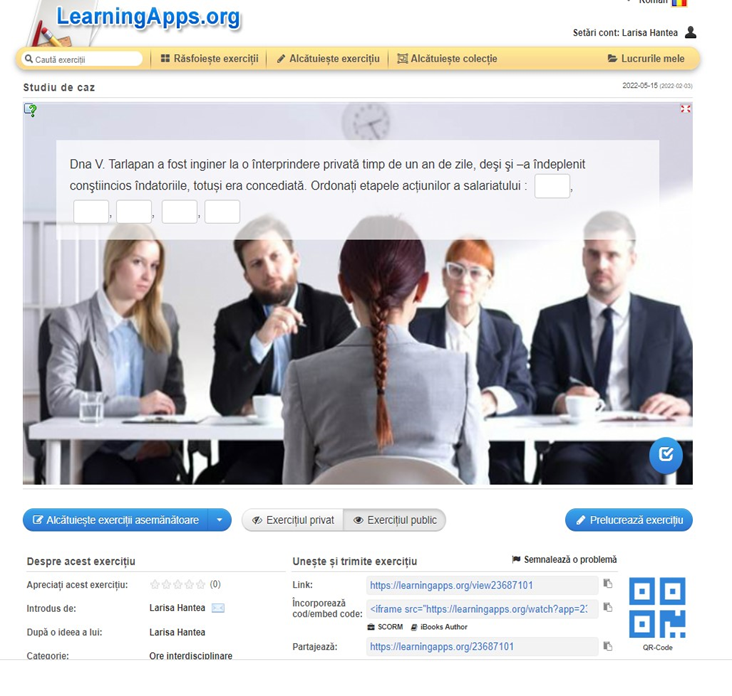 LearningApps.org
Român
Setări cont: Larisa Hantea
Caută exerciții
Răsfoiește exerciții
Alcătuiește exercițiu
Alcătuiește colecție
Lucrurile mele
Studiu de caz
2022-05-15 (2022-02-03)
Dna V. Tarlapan a fost inginer la o înterprindere privată timp de un an de zile, deşi şi –a îndeplenit
conştiincios îndatoriile, totuși era concediată. Ordonați etapele acțiunilor a salariatului : ,
, , ,
Alcătuiește exerciții asemănătoare
Exercițiul privat
Exercițiul public
Prelucrează exercițiu
Despre acest exercițiu
Unește și trimite exercițiu
Semnalează o problemă
Apreciați acest exercițiu: (0)
Link: https://learningapps.org/view23687101
Introdus de: Larisa Hantea
Încorporează
cod/embed code: <iframe src="https://learningapps.org/watch?app=2
SCORM iBooks Author
După o ideea a lui: Larisa Hantea
Partajează: https://learningapps.org/23687101
QR-Code
Categorie: Ore interdisciplinare